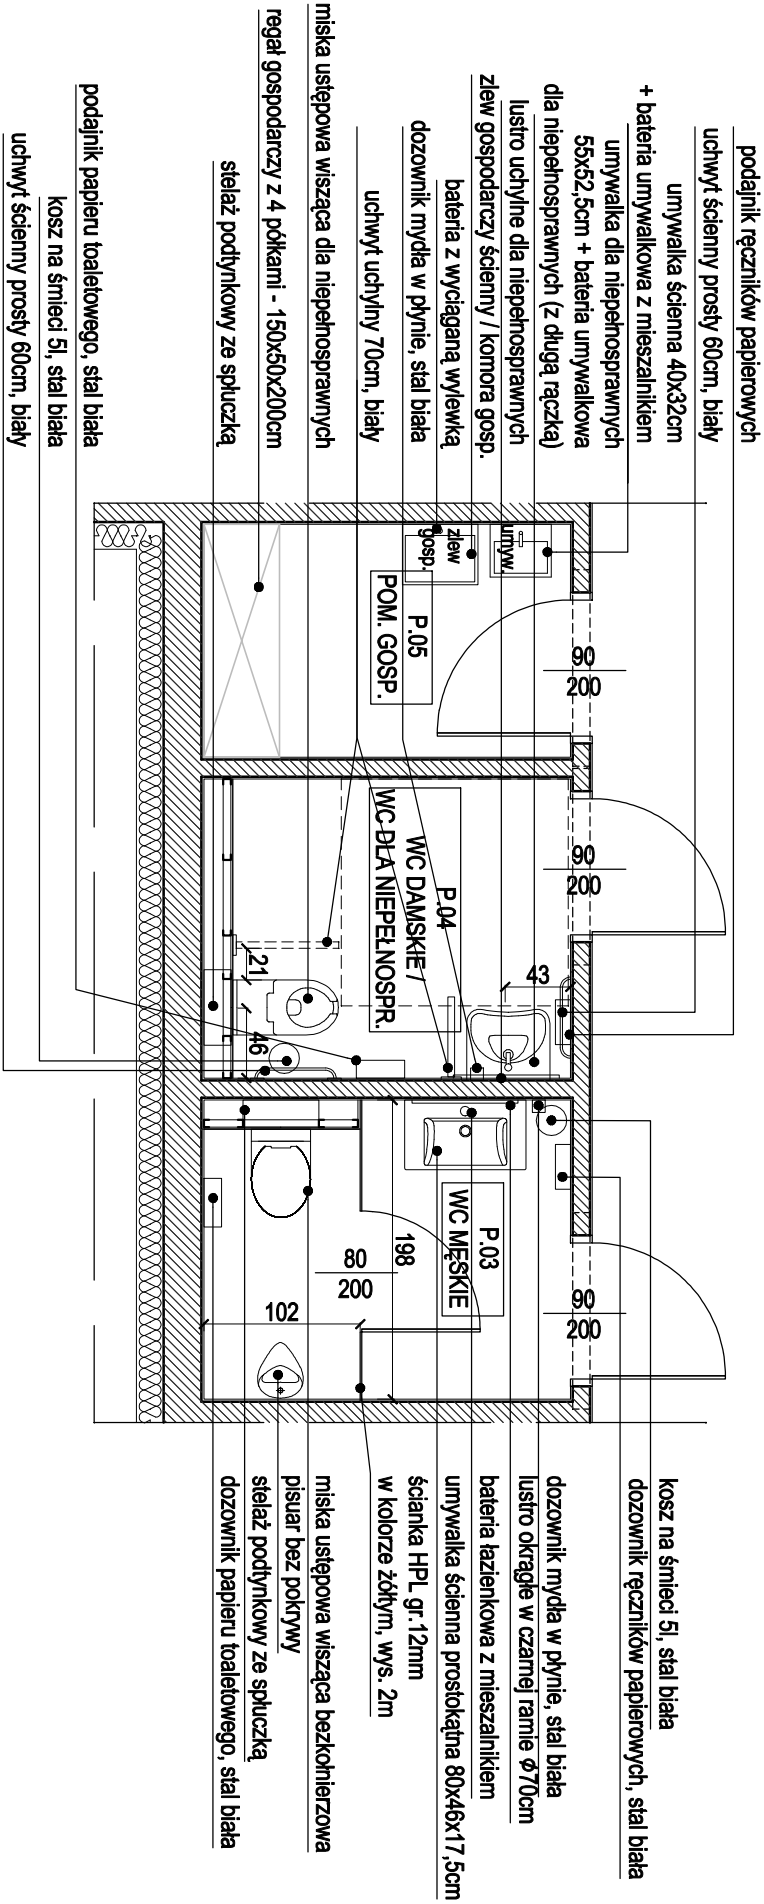 podajnik ręczników papierowych
uchwyt ścienny prosty 60cm, biały
umywalka ścienna 40x32cm
+ bateria umywalkowa z mieszalnikiem
umywalka dla niepełnosprawnych
55x52,5cm + bateria umywalkowa
dla niepełnosprawnych (z długą rączką)
lustro uchylne dla niepełnosprawnych
zlew gospodarczy ścienny / komora gosp.
bateria z wyciąganą wylewką
dozownik mydła w płynie, stal biała
uchwyt uchylny 70cm, biały
miska ustępowa wisząca dla niepełnosprawnych
regał gospodarczy z 4 półkami - 150x50x200cm
stelaż podtynkowy ze spłuczką
podajnik papieru toaletowego, stal biała
kosz na śmieci 5l, stal biała
uchwyt ścienny prosty 60cm, biały
90
200
umyw.
zlew
gosp.
P.05
POM. GOSP.
90
200
43
P.04
WC DAMSKIE /
WC DLA NIEPEŁNOSPR.
21
46
90
200
P.03
WC MĘSKIE
198
80
200
102
kosz na śmieci 5l, stal biała
dozownik ręczników papierowych, stal biała
dozownik mydła w płynie, stal biała
lustro okrągłe w czarnej ramie ϕ70cm
bateria łazienkowa z mieszalnikiem
umywalka ścienna prostokątna 80x46x17,5cm
ścianka HPL gr.12mm
w kolorze żółtym, wys. 2m
miska ustępowa wisząca bezkołnierzowa
pisuar bez pokrywy
stelaż podtynkowy ze spłuczką
dozownik papieru toaletowego, stal biała